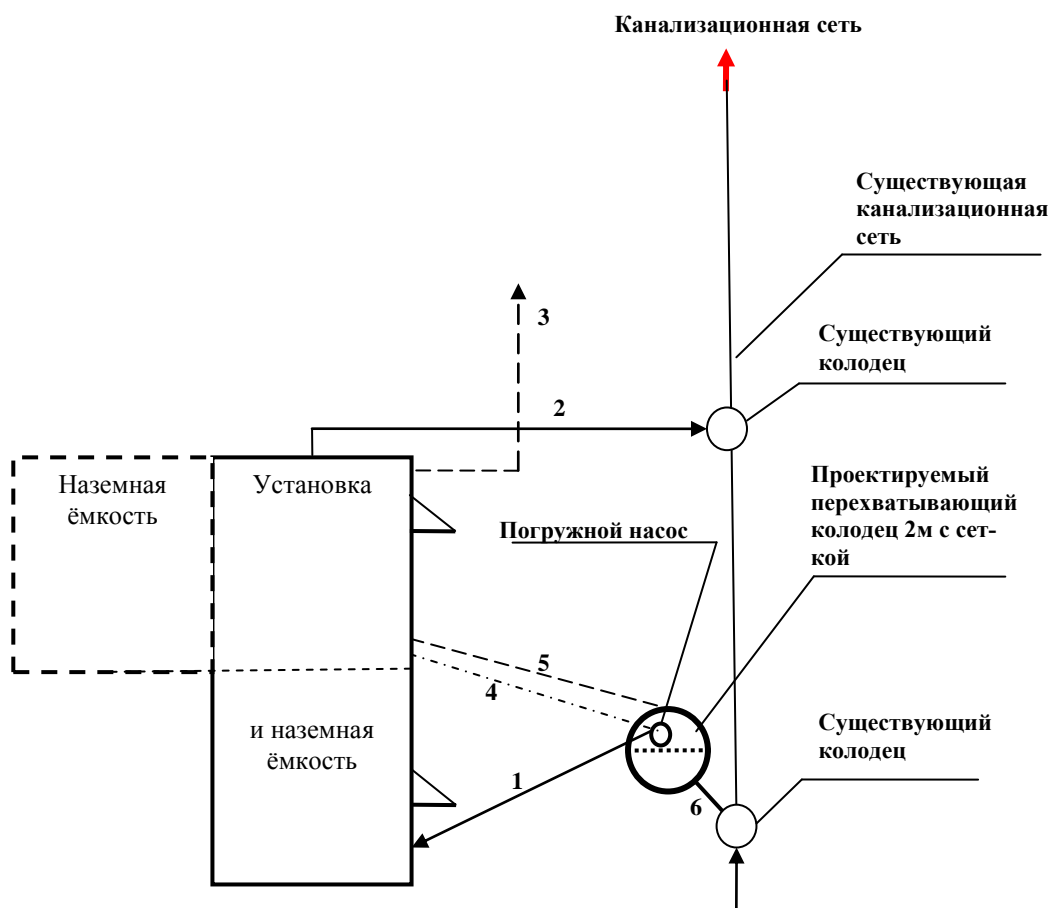 Канализационная сеть
Существующая
канализационная
сеть
3
Существующий
колодец
2
Наземная
ёмкость
Установка
Проектируемый
перехватывающий
колодец 2м с сет-
кой
Погружной насос
5
4
и наземная
ёмкость
Существующий
колодец
1
6